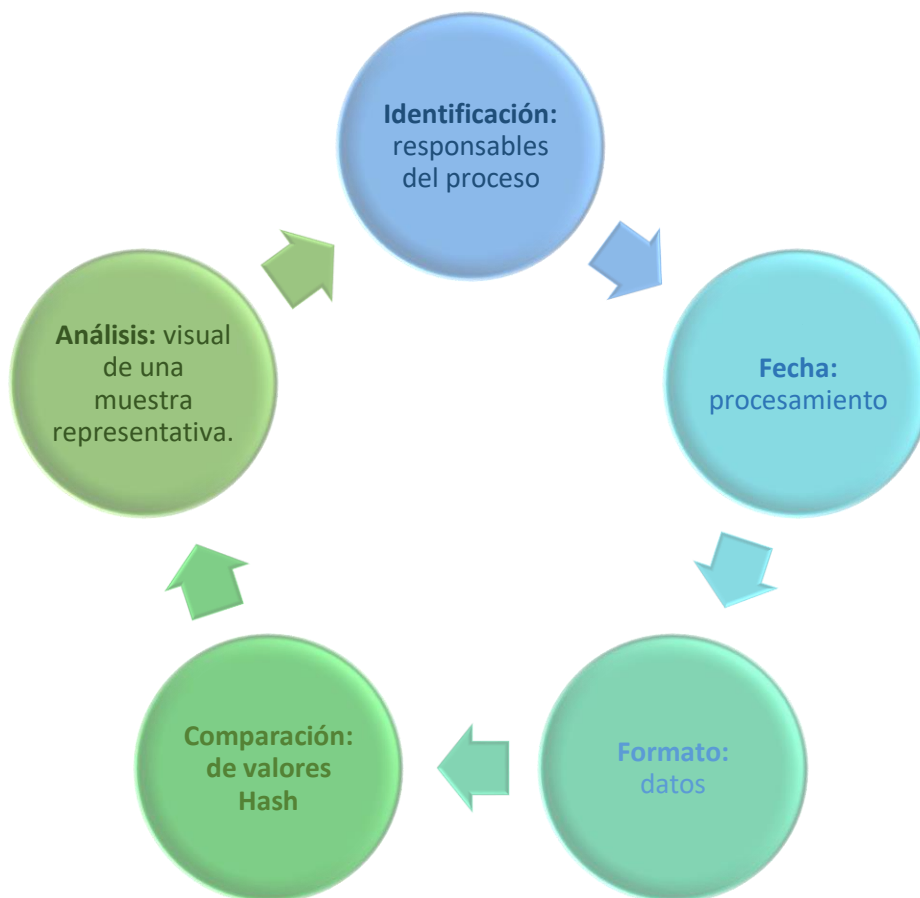 Identificación:
responsables
del proceso
Fecha:
procesamiento
Formato:
datos
Comparación:
de valores
Hash
Análisis: visual
de una
muestra
representativa.